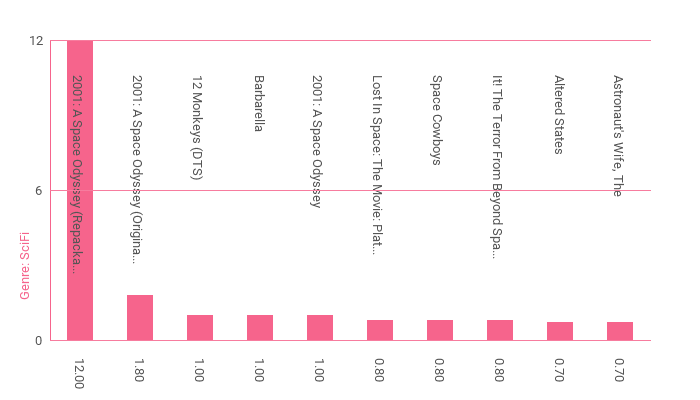 12
6
0
Genre: SciFi
2001: A Space Odyssey (Repacka...
2001: A Space Odyssey (Origina...
12 Monkeys (DTS)
Barbarella
2001: A Space Odyssey
Lost In Space: The Movie: Plat...
Space Cowboys
It! The Terror From Beyond Spa...
Altered States
Astronaut's Wife, The
12.00
1.80
1.00
1.00
1.00
0.80
0.80
0.80
0.70
0.70